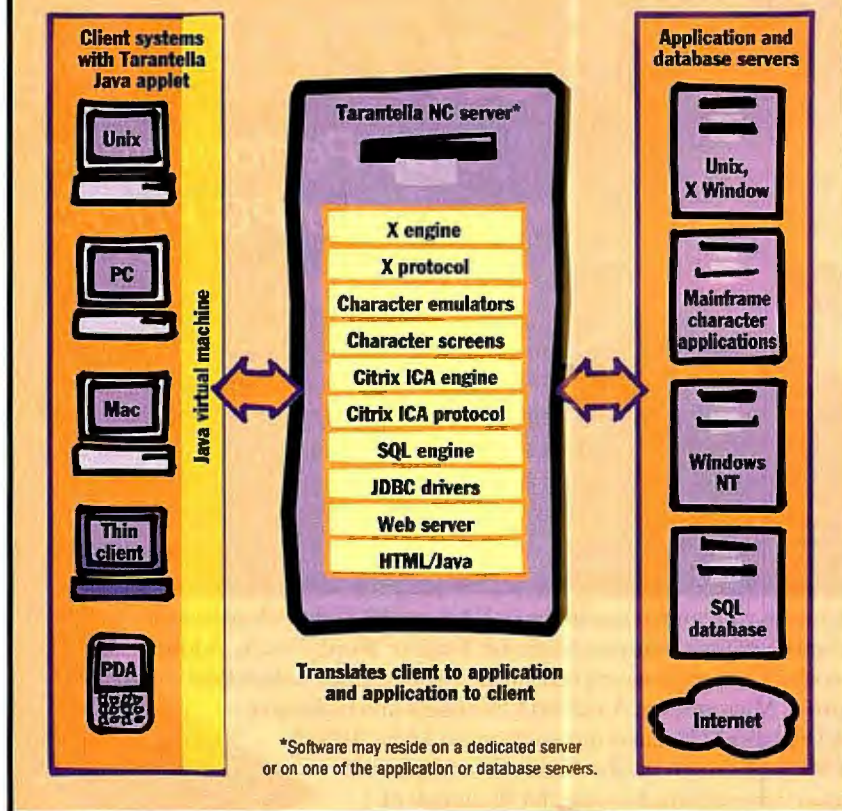 Client systems
with Tarantella
Java applet
Unix
PC
Mac
Thin
client
PDA
Java virtual machine
Tarantella NC server*
X engine
X protocol
Character emulators
Character screens
Citrix ICA engine
Citrix ICA protocol
SQL engine
JDBC drivers
Web server
HTML/Java
Translates client to application
and application to client
*Software may reside on a dedicated server
or on one of the application or database servers.
Application and
database servers
Unix,
X Window
Mainframe
character
applications
Windows
NT
SQL
database
Internet